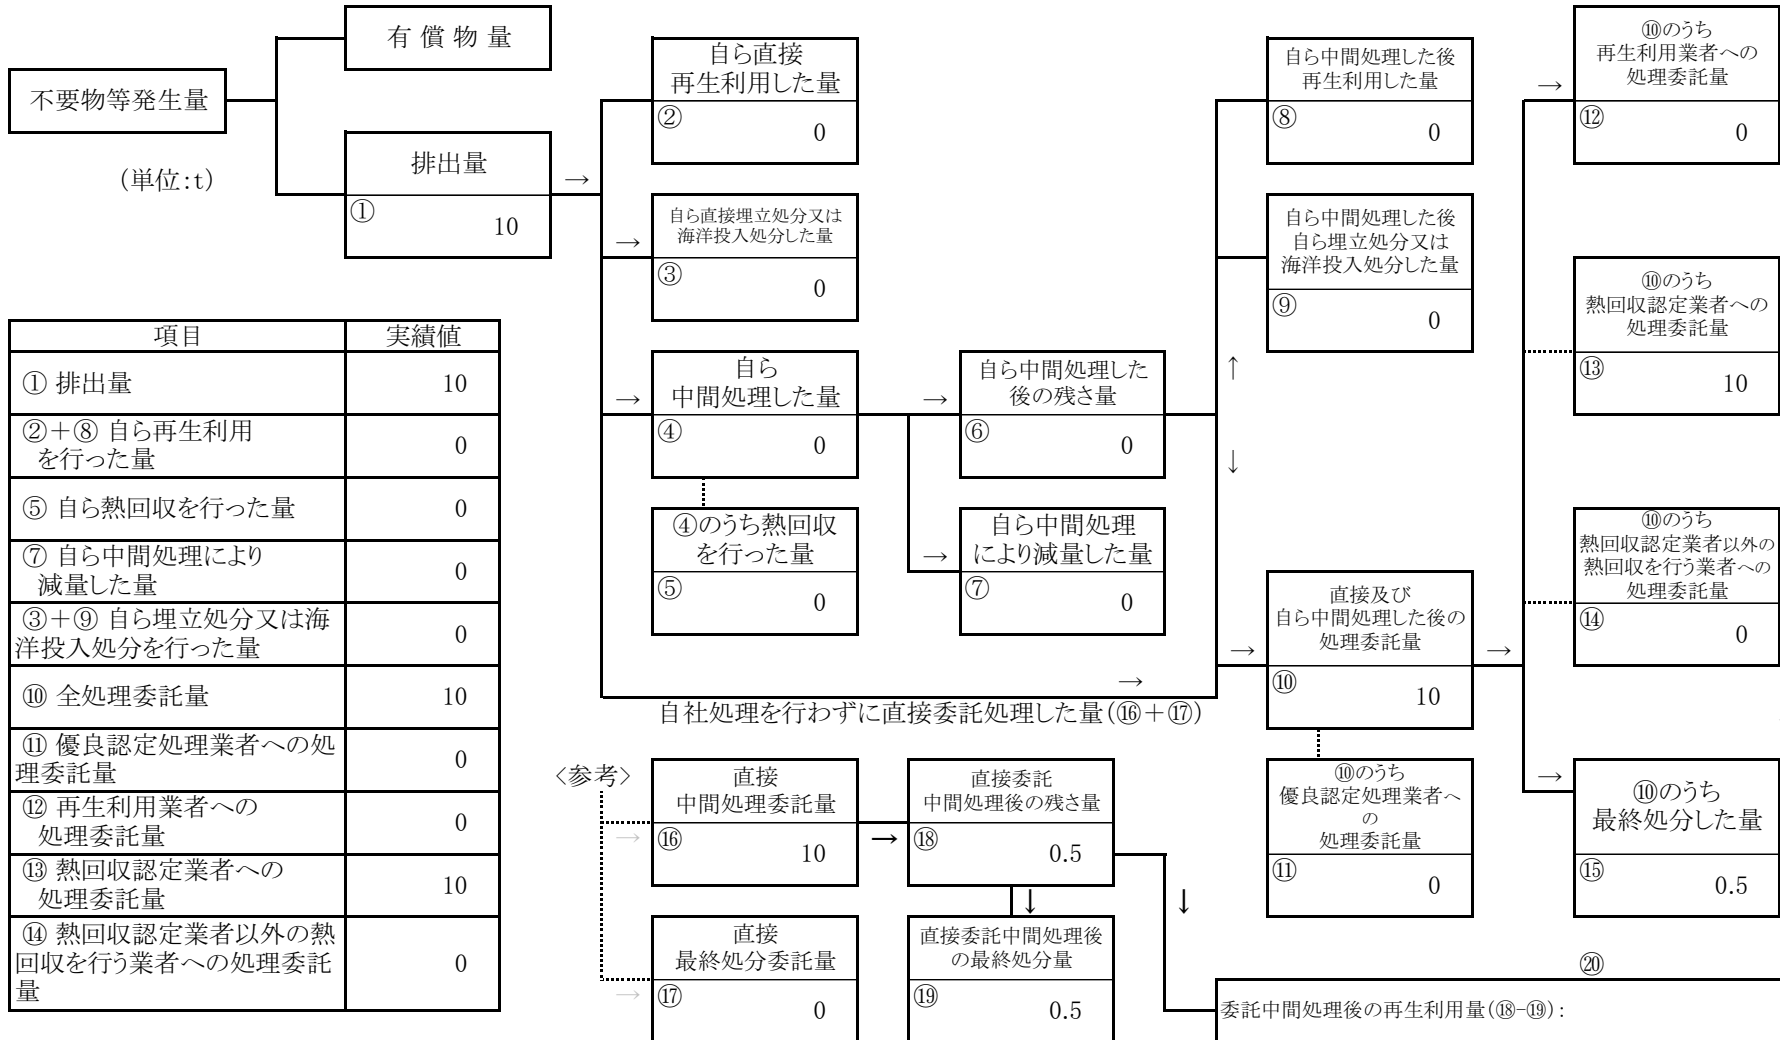 有 償 物 量
不要物等発生量
(単位:t)
排出量
①
10
→
自ら直接
再生利用した量
②
0
→
自ら直接埋立処分又は
海洋投入処分した量
③
0
→
自ら
中間処理した量
④
0
④のうち熱回収
を行った量
⑤
0
→
自ら中間処理した
後の残さ量
⑥
0
→
自ら中間処理
により減量した量
⑦
0
↑
↓
自ら中間処理した後
再生利用した量
⑧
0
自ら中間処理した後
自ら埋立処分又は
海洋投入処分した量
⑨
0
→
直接及び
自ら中間処理した後の
処理委託量
⑩
10
→
⑩のうち
優良認定処理業者へ
の
処理委託量
⑪
0
→
⑩のうち
再生利用業者への
処理委託量
⑫
0
⑩のうち
熱回収認定業者への
処理委託量
⑬
10
⑩のうち
熱回収認定業者以外の
熱回収を行う業者への
処理委託量
⑭
0
→
⑩のうち
最終処分した量
⑮
0.5
→
自社処理を行わずに直接委託処理した量(⑯+⑰)
<参考>
→
直接
中間処理委託量
⑯
10
→
直接委託
中間処理後の残さ量
⑱
0.5
↓
↓
→
直接
最終処分委託量
⑰
0
直接委託中間処理後
の最終処分量
⑲
0.5
⑳
委託中間処理後の再生利用量(⑱-⑲):
項目 実績値
① 排出量 10
②+⑧ 自ら再生利用
を行った量 0
⑤ 自ら熱回収を行った量 0
⑦ 自ら中間処理により
減量した量 0
③+⑨ 自ら埋立処分又は海
洋投入処分を行った量 0
⑩ 全処理委託量 10
⑪ 優良認定処理業者への処
理委託量 0
⑫ 再生利用業者への
処理委託量 0
⑬ 熱回収認定業者への
処理委託量 10
⑭ 熱回収認定業者以外の熱
回収を行う業者への処理委託
量 0